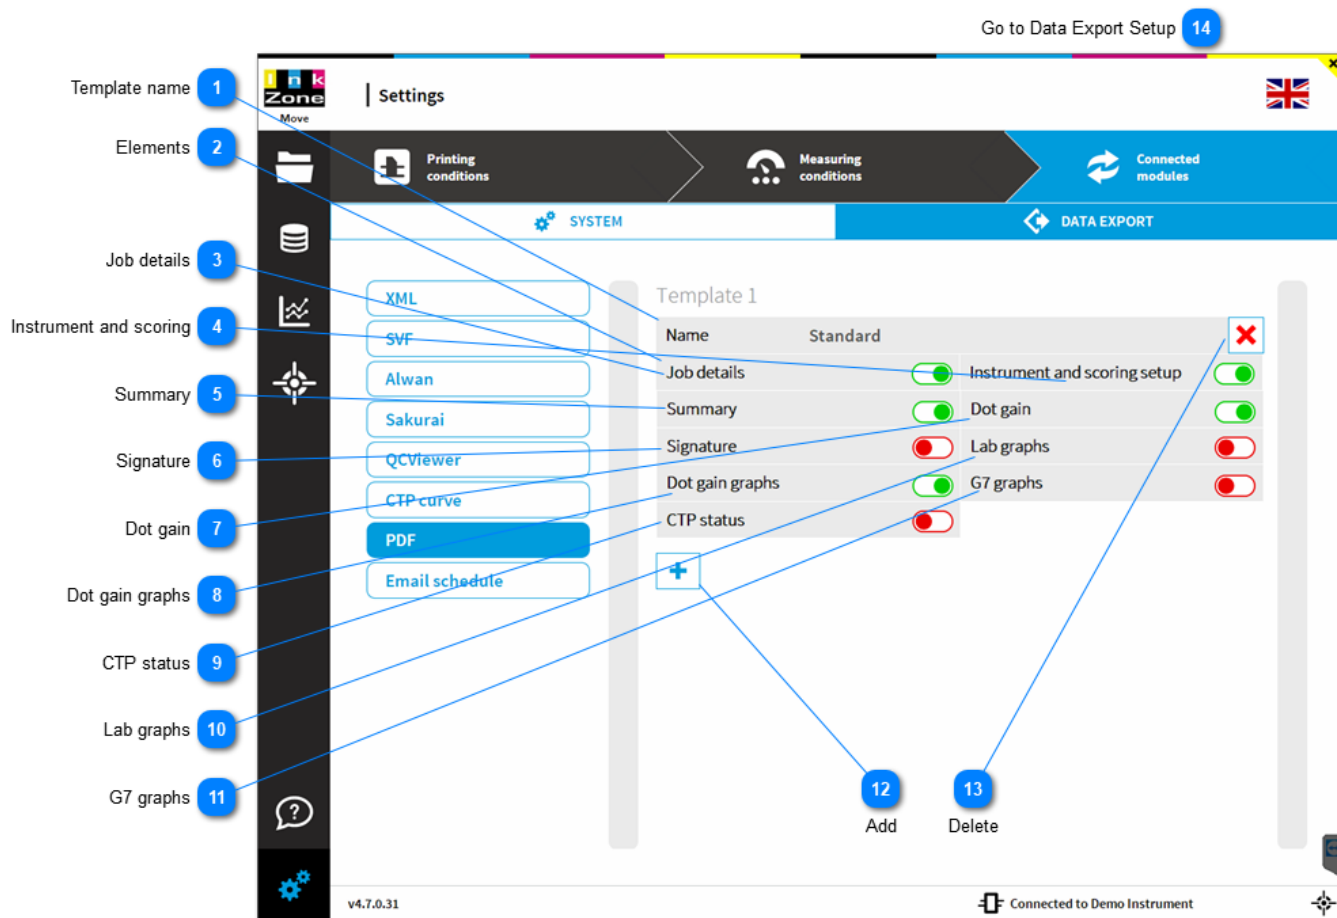 Go to Data Export Setup 14
Template name 1
Ink
Zone
Move
Settings
Elements 2
Printing
conditions
Measuring
conditions
Connected
modules
SYSTEM
DATA EXPORT
Job details 3
Instrument and scoring 4
Summary 5
Signature 6
Dot gain 7
Dot gain graphs 8
CTP status 9
Lab graphs 10
G7 graphs 11
XML
SVF
Alwan
Sakurai
QCViewer
CTP curve
PDF
Email schedule
Template 1
Name Standard
Job details Instrument and scoring setup
Summary Dot gain
Signature Lab graphs
Dot gain graphs G7 graphs
CTP status
12 13
Add Delete
?
v4.7.0.31
Connected to Demo Instrument